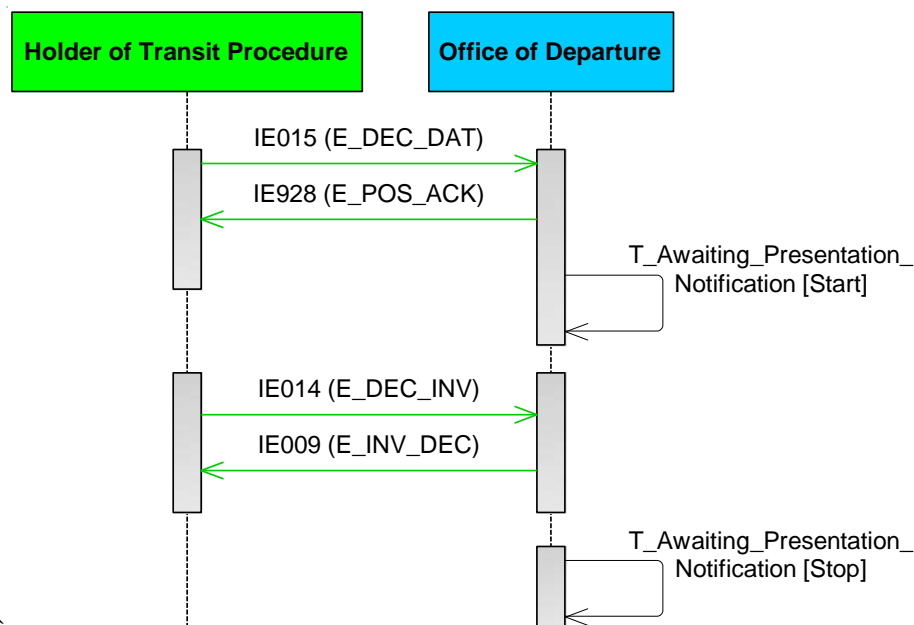 Holder of Transit Procedure
Office of Departure
IE015 (E_DEC_DAT)
IE928 (E_POS_ACK)
T_Awaiting_Presentation_
Notification [Start]
IE014 (E_DEC_INV)
IE009 (E_INV_DEC)
T_Awaiting_Presentation_
Notification [Stop]